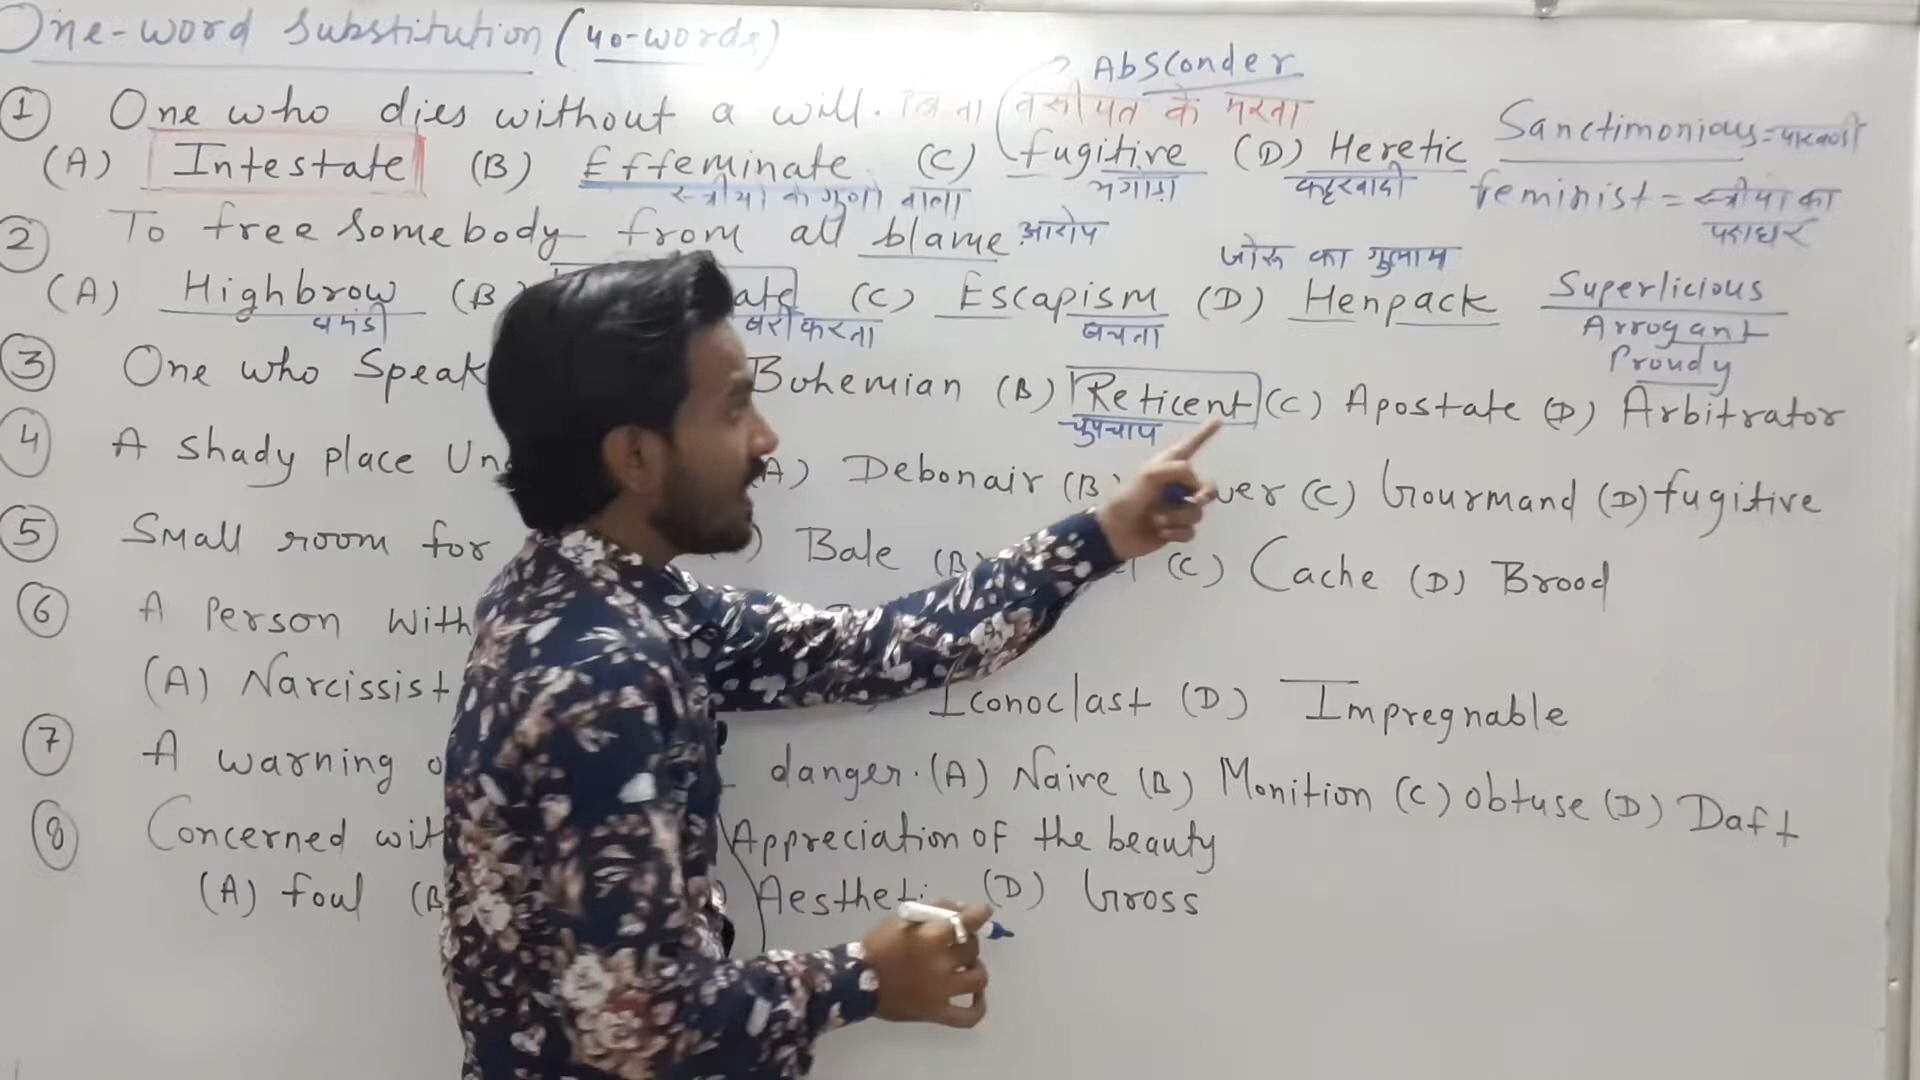 One-word Substitution (40-words)
Absconder
① One who dies without a will. बिना वसीयत के मरना
Sanctimonious =
(A) Intestate (B) Effeminate (C) fugitive (D) Heretic
स्त्रीयों के गुणों वाला भगोड़ा कट्टरवादी
feminist = स्त्रीयों का
पक्षधर
② To free Somebody from all blame आरोप
जोरू का गुलाम
(A) Highbrow (B) ate (C) Escapism (D) Henpack
घमंडी बरी करना बचना
Superlicious
Arrogant
Proudy
③ One who Speak Bohemian (B) Reticent (C) Apostate (D) Arbitrator
चुपचाप
④ A shady place Und A) Debonair (B) wer (C) Gourmand (D) fugitive
⑤ Small room for ) Bale (B) (C) Cache (D) Brood
⑥ A Person With
(A) Narcissist Iconoclast (D) Impregnable
⑦ A warning o danger. (A) Naive (B) Monition (C) obtuse (D) Daft
⑧ Concerned wit Appreciation of the beauty
(A) foul (B ) Aestheti (D) Gross